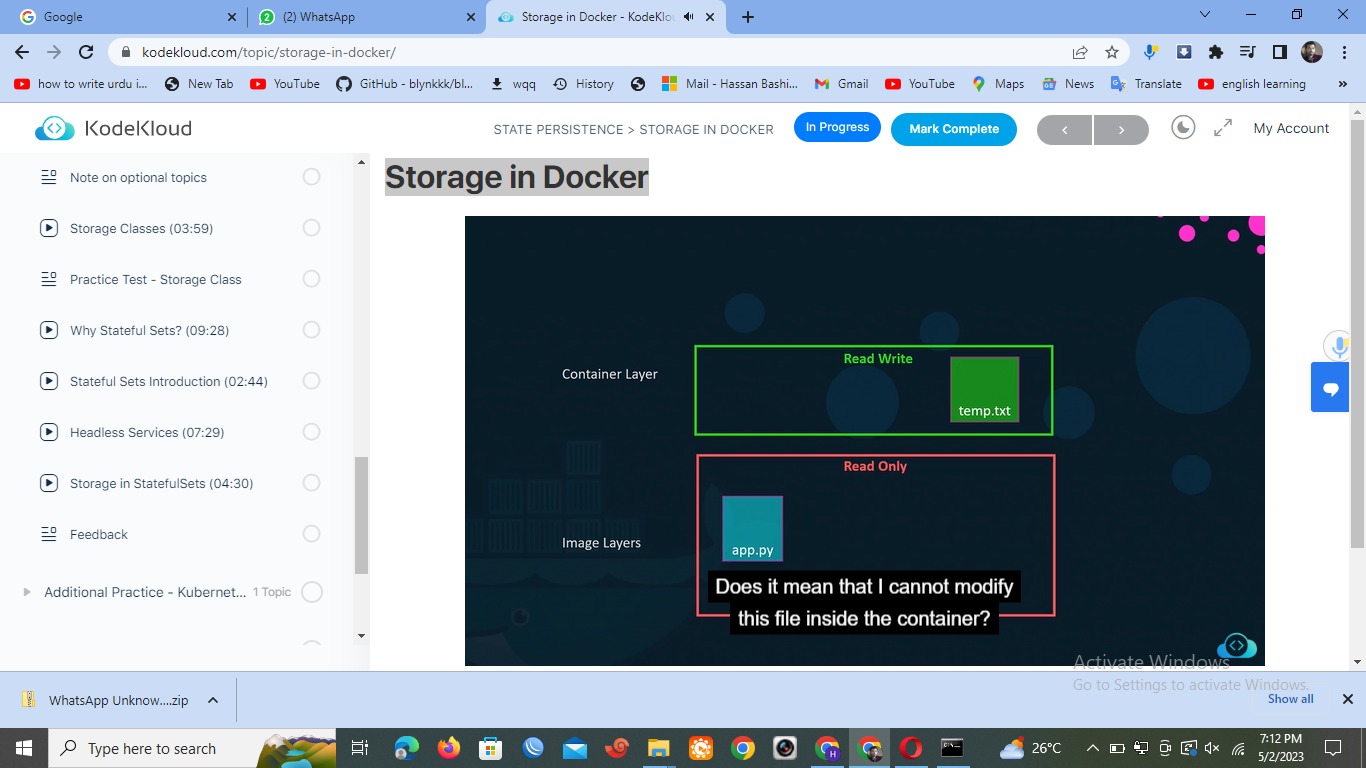 Google
(2) WhatsApp
Storage in Docker - KodeKlo
kodekloud.com/topic/storage-in-docker/
how to write urdu i...
New Tab
YouTube
GitHub - blynkkk/bl...
wqq
History
Mail - Hassan Bashi...
Gmail
YouTube
Maps
News
Translate
english learning
»
KodeKloud
STATE PERSISTENCE > STORAGE IN DOCKER
In Progress
Mark Complete
My Account
Note on optional topics
Storage Classes (03:59)
Practice Test - Storage Class
Why Stateful Sets? (09:28)
Stateful Sets Introduction (02:44)
Headless Services (07:29)
Storage in StatefulSets (04:30)
Feedback
Additional Practice - Kubernet... 1 Topic
Storage in Docker
Container Layer
Read Write
temp.txt
Read Only
Image Layers
app.py
Does it mean that I cannot modify
this file inside the container?
Activate Windows
Go to Settings to activate Windows.
WhatsApp Unknow....zip
Show all
Type here to search
26°C
7:12 PM
5/2/2023